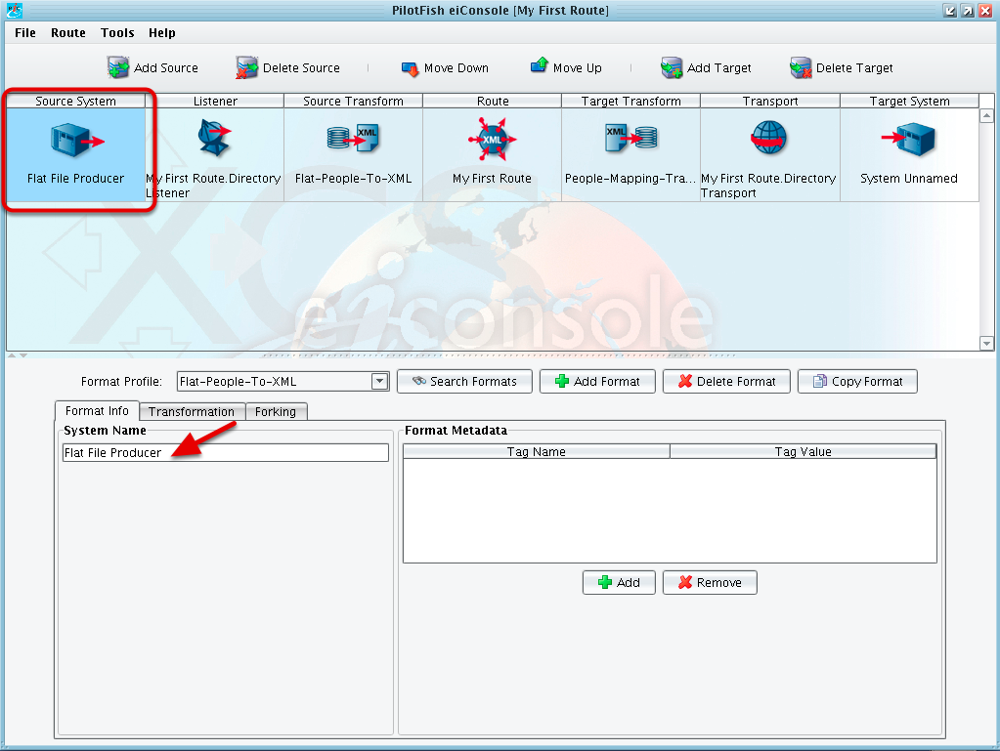 PilotFish eiConsole [My First Route]
File Route Tools Help
Add Source Delete Source Move Down Move Up Add Target Delete Target
Source System Listener Source Transform Route Target Transform Transport Target System
XML XML XML
Flat File Producer My First Route.Directory Flat-People-To-XML My First Route People-Mapping-Tra... My First Route.Directory System Unnamed
Listener Transport
XCS
eiconsole
Format Profile: Flat-People-To-XML Search Formats Add Format Delete Format Copy Format
Format Info Transformation Forking
System Name Format Metadata
Flat File Producer Tag Name Tag Value
Add Remove